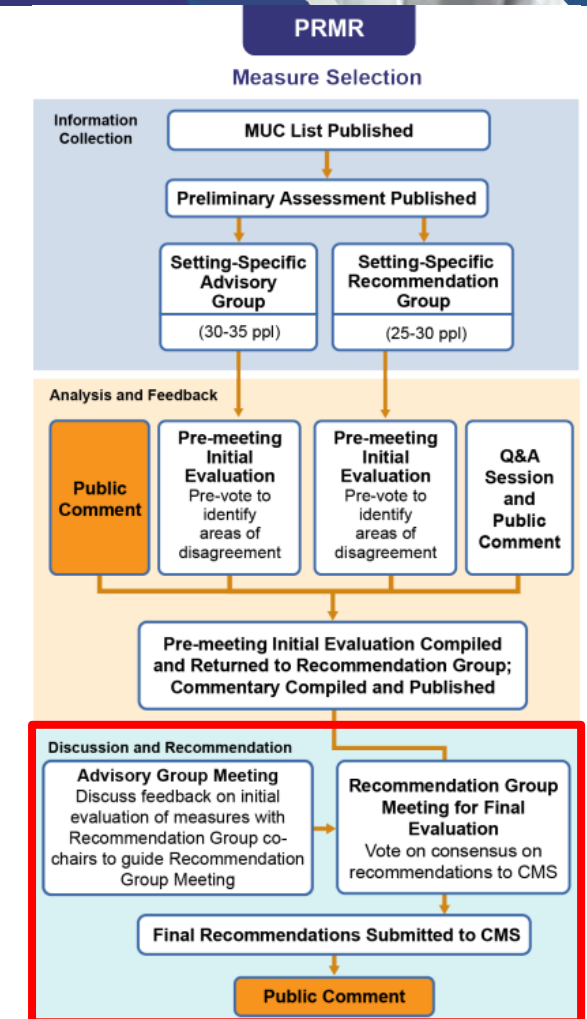 PRMR
Measure Selection
Information
Collection
MUC List Published
Preliminary Assessment Published
Setting-Specific
Advisory
Group
(30-35 ppl)
Setting-Specific
Recommendation
Group
(25-30 ppl)
Analysis and Feedback
Public
Comment
Pre-meeting
Initial
Evaluation
Pre-vote to
identify
areas of
disagreement
Pre-meeting
Initial
Evaluation
Pre-vote to
identify
areas of
disagreement
Q&A
Session
and
Public
Comment
Pre-meeting Initial Evaluation Compiled
and Returned to Recommendation Group;
Commentary Compiled and Published
Discussion and Recommendation
Advisory Group Meeting
Discuss feedback on initial
evaluation of measures with
Recommendation Group co-
chairs to guide Recommendation
Group Meeting
Recommendation Group
Meeting for Final
Evaluation
Vote on consensus on
recommendations to CMS
Final Recommendations Submitted to CMS
Public Comment